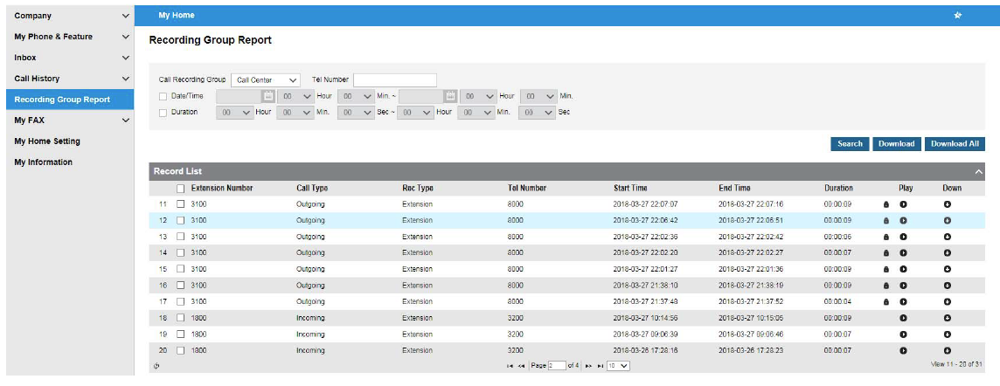 Company
My Phone & Feature
Inbox
Call History
Recording Group Report
My FAX
My Home Setting
My Information
My Home
Recording Group Report
Call Recording Group Call Center Tel Number
Date/Time 00 Hour 00 Min. ~ 00 Hour 00 Min.
Duration 00 Hour 00 Min. 00 Sec ~ 00 Hour 00 Min. 00 Sec
Search Download Download All
Record List
Extension Number Call Type Rec Type Tel Number Start Time End Time Duration Play Down
11 3100 Outgoing Extension 8000 2018-03-27 22:07:07 2018-03-27 22:07:16 00:00:09
12 3100 Outgoing Extension 8000 2018-03-27 22:06:42 2018-03-27 22:06:51 00:00:09
13 3100 Outgoing Extension 8000 2018-03-27 22:02:36 2018-03-27 22:02:42 00:00:06
14 3100 Outgoing Extension 8000 2018-03-27 22:02:20 2018-03-27 22:02:27 00:00:07
15 3100 Outgoing Extension 8000 2018-03-27 22:01:27 2018-03-27 22:01:36 00:00:09
16 3100 Outgoing Extension 8000 2018-03-27 21:38:10 2018-03-27 21:38:19 00:00:09
17 3100 Outgoing Extension 8000 2018-03-27 21:37:48 2018-03-27 21:37:52 00:00:04
18 1800 Incoming Extension 3200 2018-03-27 10:14:56 2018-03-27 10:15:05 00:00:09
19 1800 Incoming Extension 3200 2018-03-27 09:06:39 2018-03-27 09:06:46 00:00:07
20 1800 Incoming Extension 3200 2018-03-26 17:28:16 2018-03-26 17:28:23 00:00:07
Page 2 of 4 10 View 11 - 20 of 31